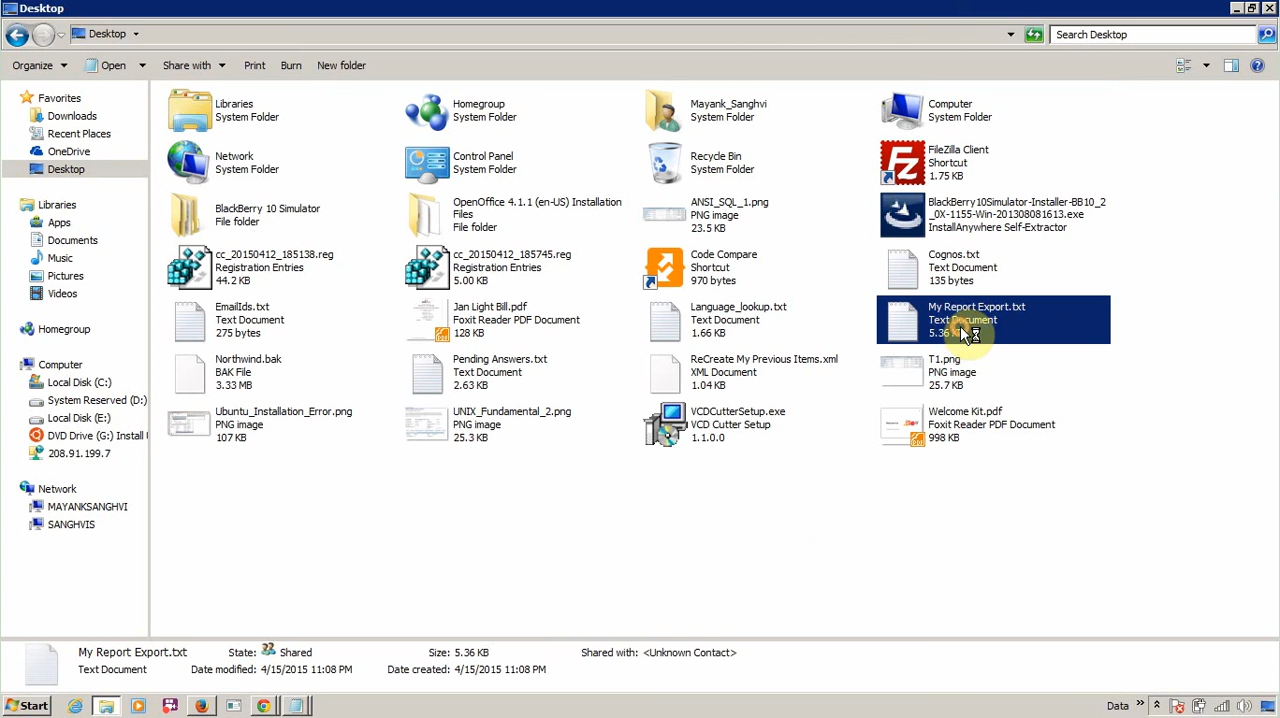 Desktop
Desktop
Search Desktop
Organize
Open
Share with
Print
Burn
New folder
Favorites
Downloads
Recent Places
OneDrive
Desktop
Libraries
Apps
Documents
Music
Pictures
Videos
Homegroup
Computer
Local Disk (C:)
System Reserved (D:)
Local Disk (E:)
DVD Drive (G:) Install
208.91.199.7
Network
MAYANKSANGHVI
SANGHVIS
Libraries
System Folder
Homegroup
System Folder
Mayank_Sanghvi
System Folder
Computer
System Folder
Network
System Folder
Control Panel
System Folder
Recycle Bin
System Folder
FileZilla Client
Shortcut
1.75 KB
BlackBerry 10 Simulator
File folder
OpenOffice 4.1.1 (en-US) Installation
Files
File folder
ANSI_SQL_1.png
PNG image
23.5 KB
BlackBerry10Simulator-Installer-BB10_2
_0X-1155-Win-201308081613.exe
InstallAnywhere Self-Extractor
cc_20150412_185138.reg
Registration Entries
44.2 KB
cc_20150412_185745.reg
Registration Entries
5.00 KB
Code Compare
Shortcut
970 bytes
Cognos.txt
Text Document
135 bytes
EmailIds.txt
Text Document
275 bytes
Jan Light Bill.pdf
Foxit Reader PDF Document
128 KB
Language_lookup.txt
Text Document
1.66 KB
My Report Export.txt
Text Document
5.36
Northwind.bak
BAK File
3.33 MB
Pending Answers.txt
Text Document
2.63 KB
ReCreate My Previous Items.xml
XML Document
1.04 KB
T1.png
PNG image
25.7 KB
Ubuntu_Installation_Error.png
PNG image
107 KB
UNIX_Fundamental_2.png
PNG image
25.3 KB
VCDCutterSetup.exe
VCD Cutter Setup
1.1.0.0
Welcome Kit.pdf
Foxit Reader PDF Document
998 KB
My Report Export.txt State: Shared Size: 5.36 KB Shared with: <Unknown Contact>
Text Document Date modified: 4/15/2015 11:08 PM Date created: 4/15/2015 11:08 PM
Start
Data